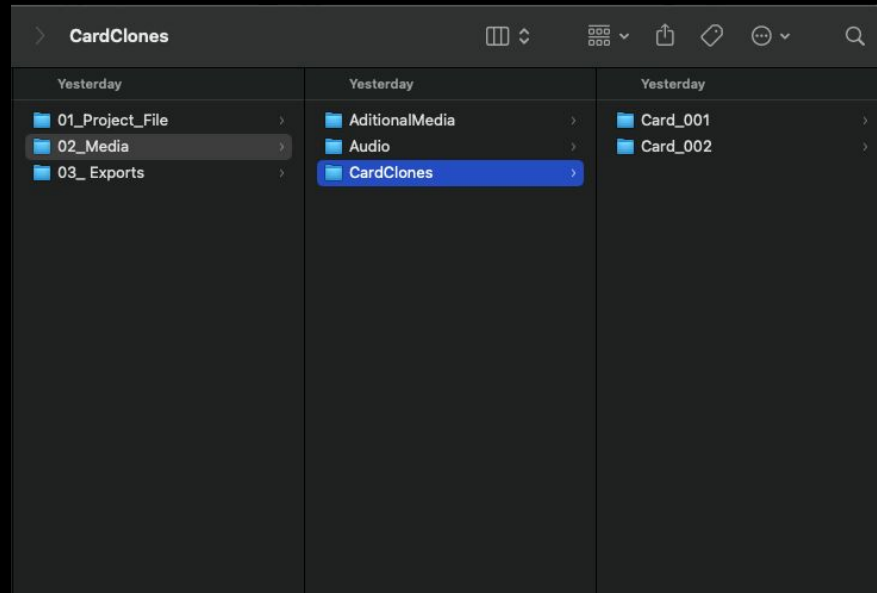 CardClones
Yesterday
01_Project_File
02_Media
03_ Exports
Yesterday
AditionalMedia
Audio
CardClones
Yesterday
Card_001
Card_002